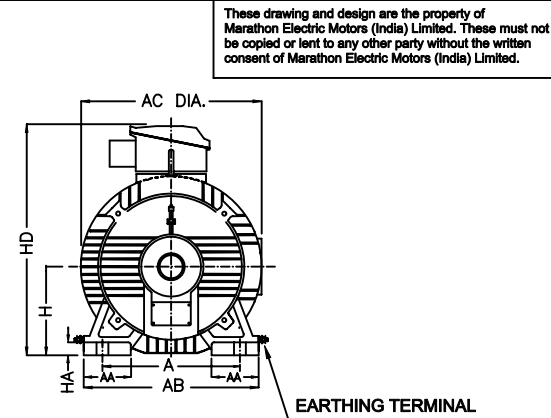 These drawing and design are the property of
Marathon Electric Motors (India) Limited. These must not
be copied or lent to any other party without the written
consent of Marathon Electric Motors (India) Limited.
AC DIA.
HD
H
HA
A
AA
AA
AB
EARTHING TERMINAL